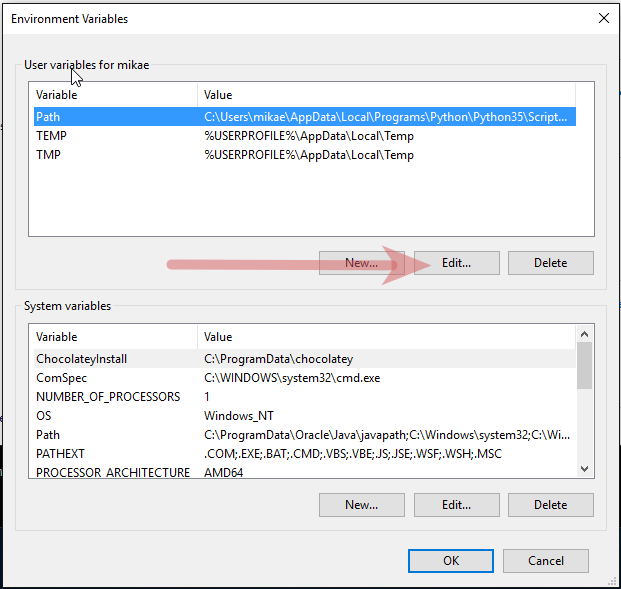 Environment Variables
User variables for mikae
Variable Value
Path C:\Users\mikae\AppData\Local\Programs\Python\Python35\Script...
TEMP %USERPROFILE%\AppData\Local\Temp
TMP %USERPROFILE%\AppData\Local\Temp
New... Edit... Delete
System variables
Variable Value
ChocolateyInstall C:\ProgramData\chocolatey
ComSpec C:\WINDOWS\system32\cmd.exe
NUMBER_OF_PROCESSORS 1
OS Windows_NT
Path C:\ProgramData\Oracle\Java\javapath;C:\Windows\system32;C:\Wi...
PATHEXT .COM;.EXE;.BAT;.CMD;.VBS;.VBE;.JS;.JSE;.WSF;.WSH;.MSC
PROCESSOR_ARCHITECTURE AMD64
New... Edit... Delete
OK Cancel